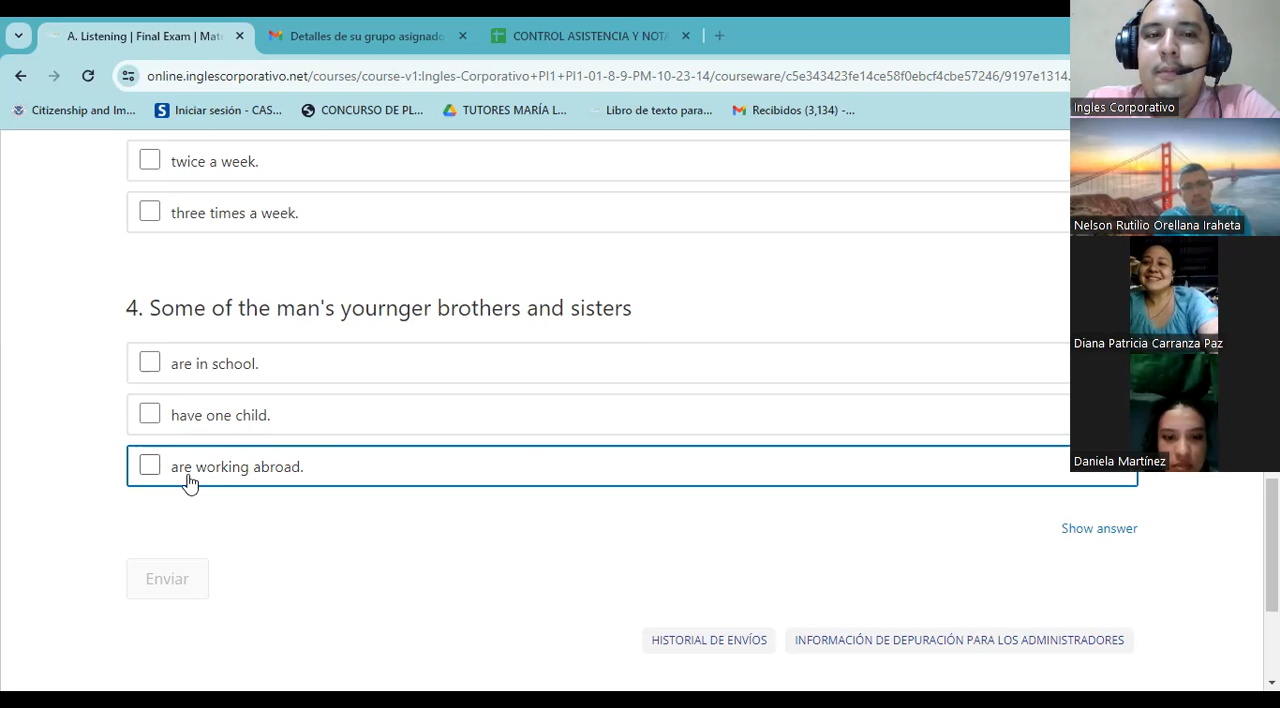 A. Listening | Final Exam | Mate
Detalles de su grupo asignado
CONTROL ASISTENCIA Y NOTA
online.inglescorporativo.net/courses/course-v1:Ingles-Corporativo+PI1+PI1-01-8-9-PM-10-23-14/courseware/c5e343423fe14ce58f0ebcf4cbe57246/9197e1314.
Citizenship and Im...
S Iniciar sesión - CAS...
CONCURSO DE PL...
TUTORES MARÍA L...
Libro de texto para...
Recibidos (3,134) -...
twice a week.
three times a week.
4. Some of the man's yournger brothers and sisters
are in school.
have one child.
are working abroad.
Show answer
Enviar
HISTORIAL DE ENVÍOS
INFORMACIÓN DE DEPURACIÓN PARA LOS ADMINISTRADORES
Ingles Corporativo
Nelson Rutilio Orellana Iraheta
Diana Patricia Carranza Paz
Daniela Martínez